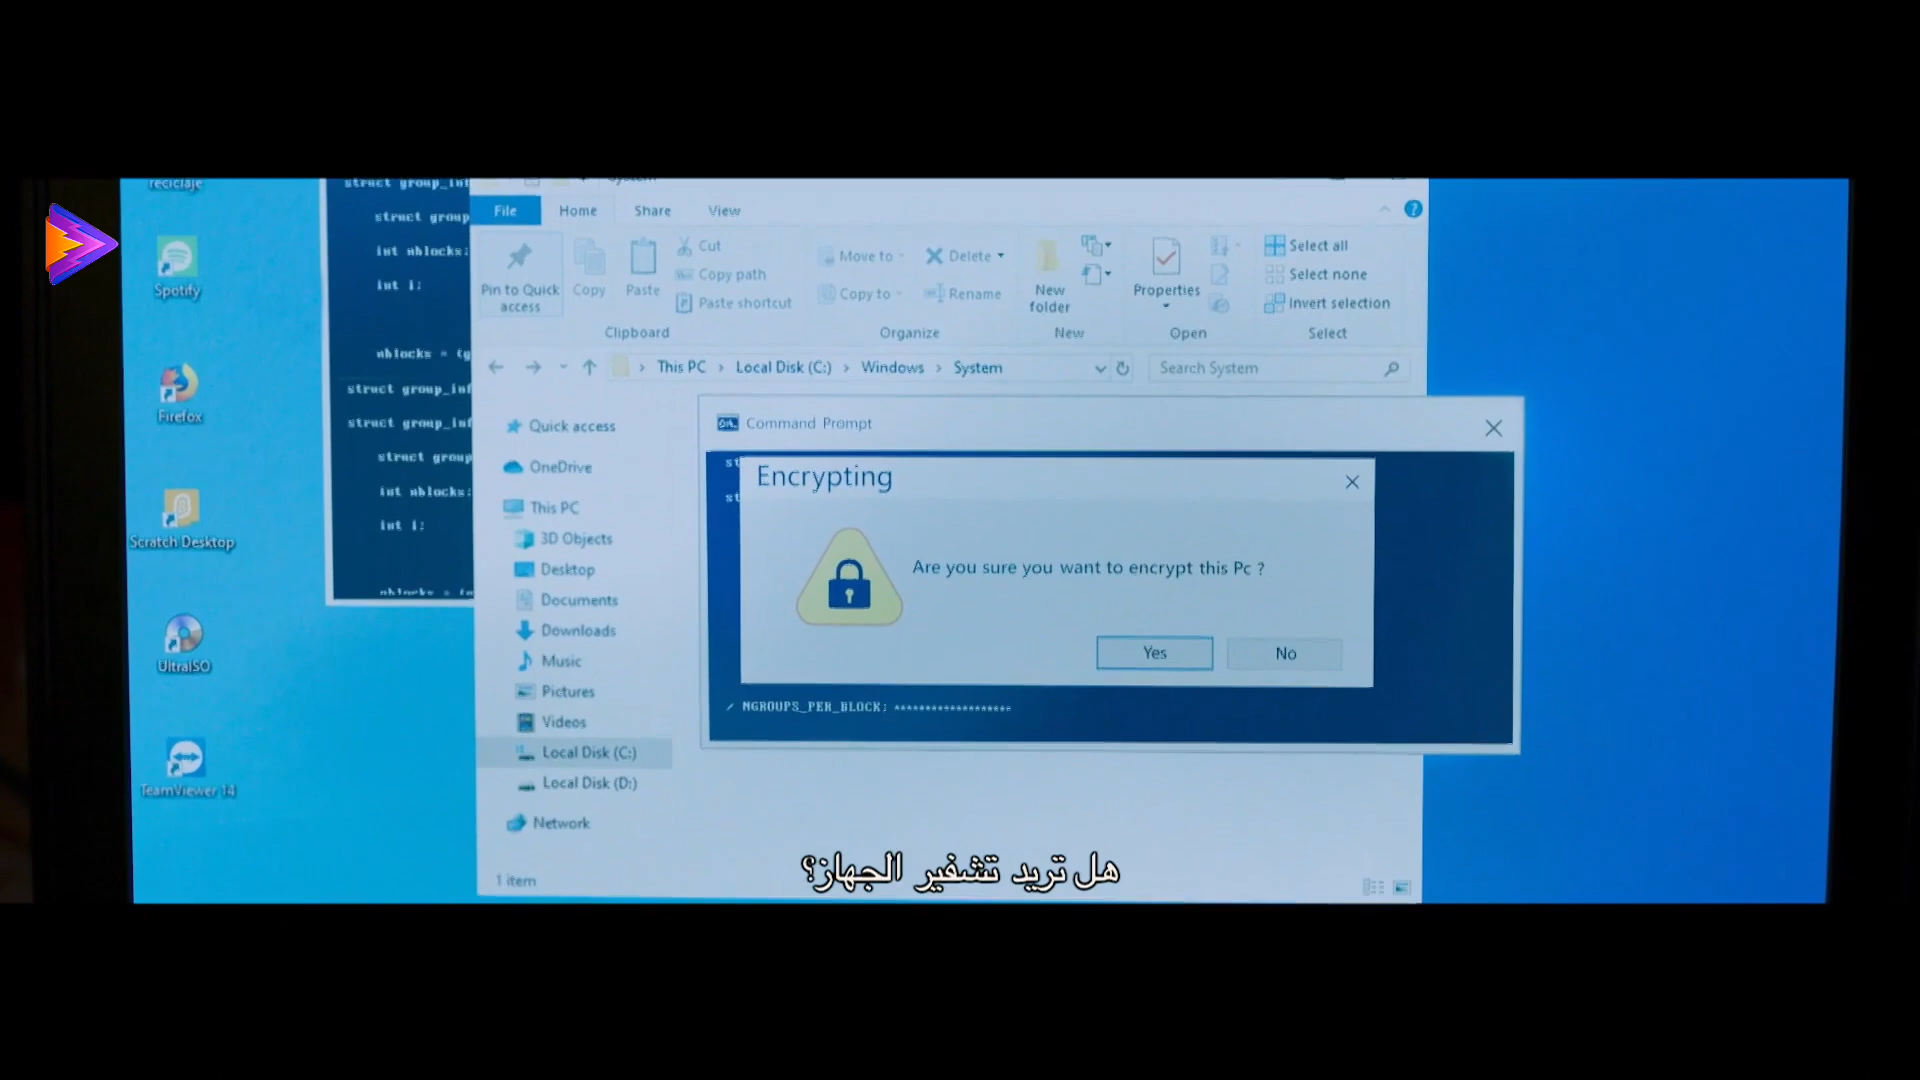 reciclaje
Spotify
Firefox
Scratch Desktop
UltraISO
TeamViewer 14
struct group_inf
struct group
int nblocks;
int i;
nblocks = (g
struct group_inf
struct group_inf
struct group
int nblocks;
int i;
System
File Home Share View
Pin to Quick access
Copy
Paste
Cut
Copy path
Paste shortcut
Clipboard
Move to
Copy to
Delete
Rename
Organize
New folder
New
Properties
Open
Select all
Select none
Invert selection
Select
This PC > Local Disk (C:) > Windows > System
Search System
Quick access
OneDrive
This PC
3D Objects
Desktop
Documents
Downloads
Music
Pictures
Videos
Local Disk (C:)
Local Disk (D:)
Network
1 item
Command Prompt
st
st
Encrypting
Are you sure you want to encrypt this Pc ?
Yes No
/ NGROUPS_PER_BLOCK: *******************
هل تريد تشفير الجهاز؟